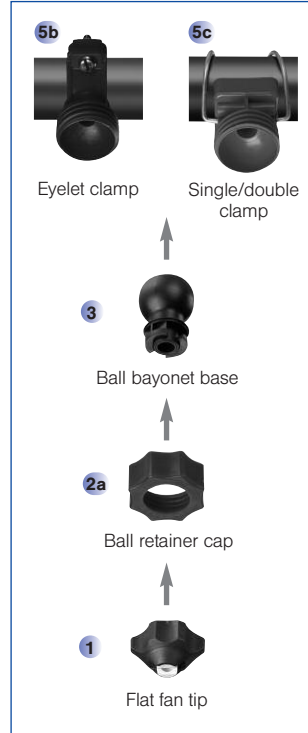 5b
5c
Eyelet clamp
Single/double
clamp
3
Ball bayonet base
2a
Ball retainer cap
1
Flat fan tip